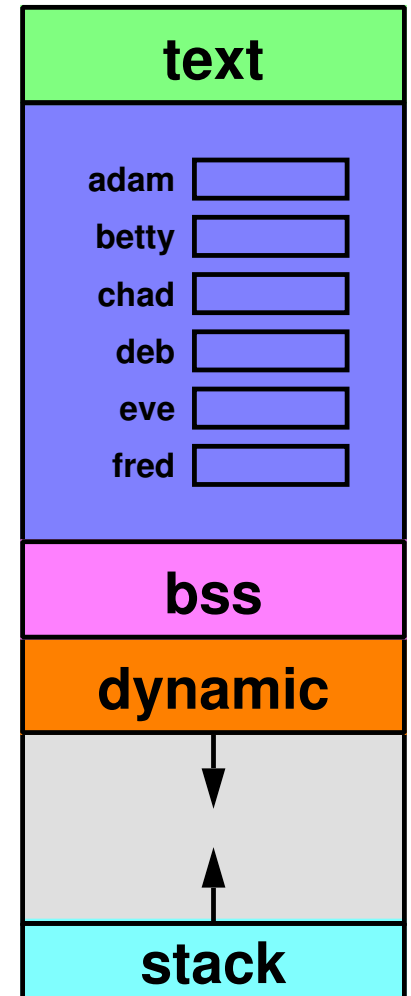 text
adam
betty
chad
deb
eve
fred
bss
dynamic
stack